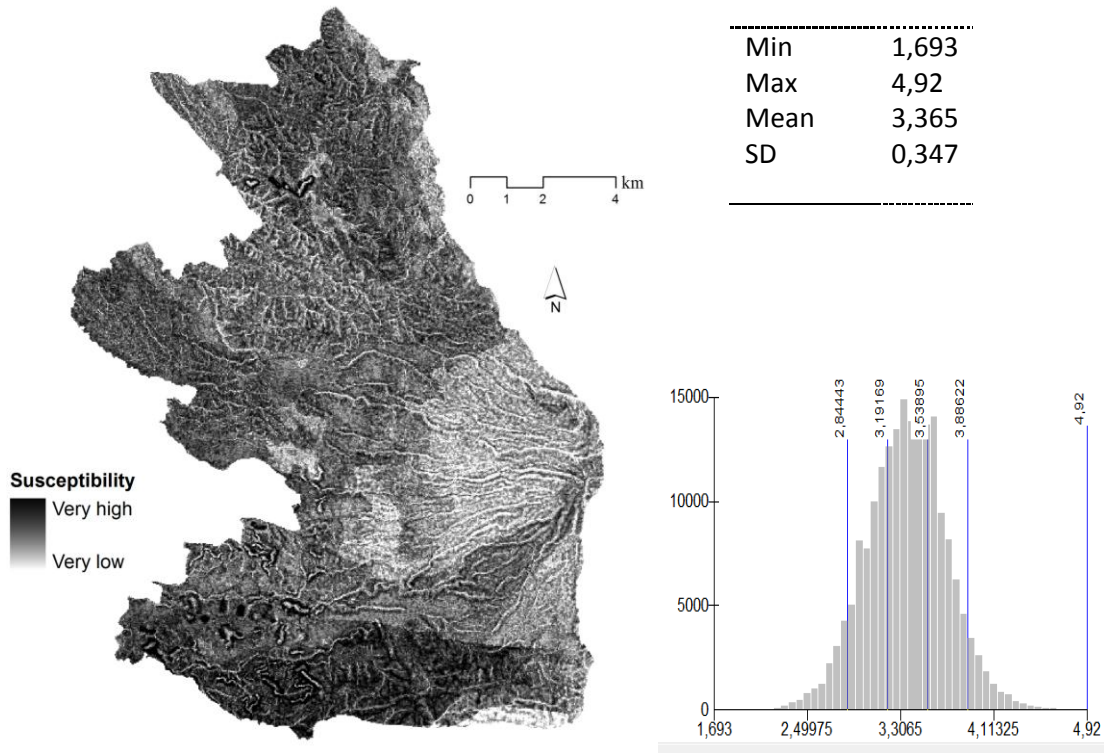 Min 1,693
Max 4,92
Mean 3,365
SD 0,347
km
0 1 2 4
N
Susceptibility
Very high
Very low
2,84443
3,19169
3,53895
3,88622
4,92
15000
10000
5000
0
1,693 2,49975 3,3065 4,11325 4,92